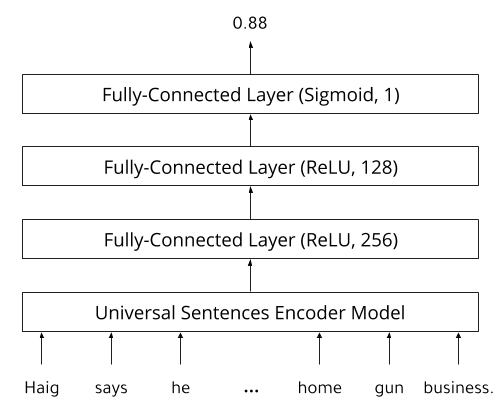 0.88
Fully-Connected Layer (Sigmoid, 1)
Fully-Connected Layer (ReLU, 128)
Fully-Connected Layer (ReLU, 256)
Universal Sentences Encoder Model
Haig says he ... home gun business.